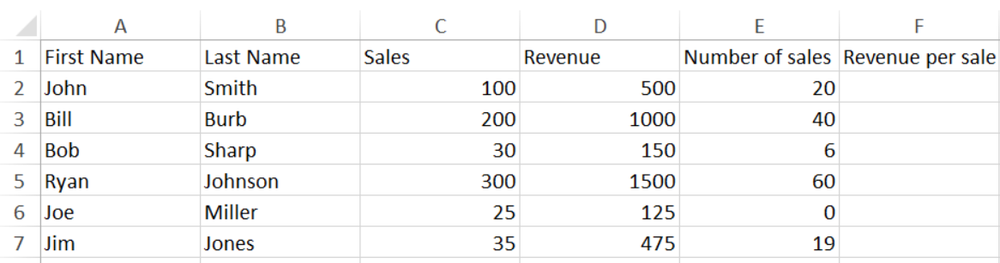 A B C D E F
1 First Name Last Name Sales Revenue Number of sales Revenue per sale
2 John Smith 100 500 20
3 Bill Burb 200 1000 40
4 Bob Sharp 30 150 6
5 Ryan Johnson 300 1500 60
6 Joe Miller 25 125 0
7 Jim Jones 35 475 19